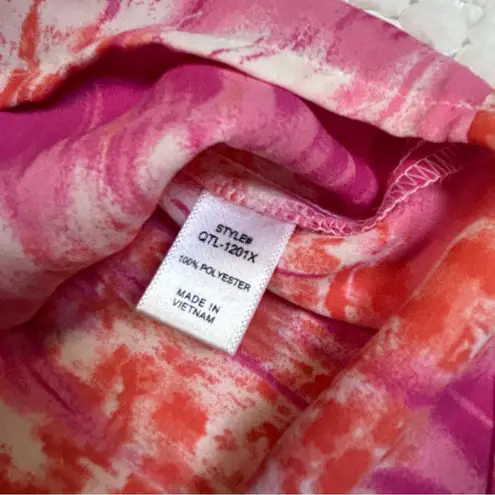 STYLE#
QTL-1201X
100% POLYESTER
MADE IN
VIETNAM